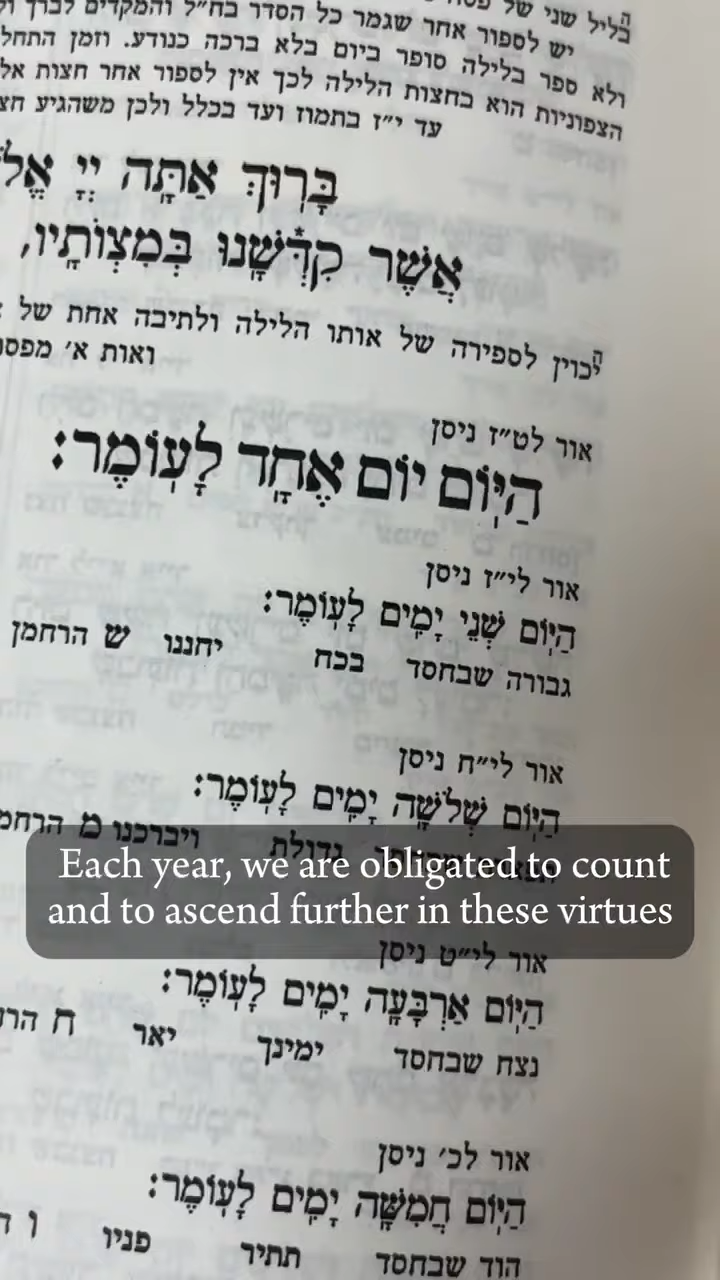 בליל שני של
יש לספור אחר שגמר כל הסדר בח״ל והמקדים לברך
ולא ספר בלילה סופר ביום בלא ברכה כנודע. וזמן התחל
הצפוניות הוא בחצות הלילה לכך אין לספור אחר חצות אל
עד י״ז בתמוז ועד בכלל ולכן משהגיע חצ
בָּרוּךְ אַתָּה יְיָ אֱל
אֲשֶׁר קִדְּשָׁנוּ בְּמִצְוֹתָיו,
יכוין לספירה של אותו הלילה ולתיבה אחת של
ואות א׳ מפסו
אור לט״ז ניסן
הַיּוֹם יוֹם אֶחָד לָעוֹמֶר:
אור לי״ז ניסן
הַיּוֹם שְׁנֵי יָמִים לָעוֹמֶר:
גבורה שבחסד בכח יחננו ש הרחמן
אור לי״ח ניסן
הַיּוֹם שְׁלֹשָׁה יָמִים לָעוֹמֶר:
גדולת ויברכנו מ הרחמ
Each year, we are obligated to count
and to ascend further in these virtues
אור לי״ט ניסן
הַיּוֹם אַרְבָּעָה יָמִים לָעוֹמֶר:
נצח שבחסד ימינך יאר ח הר
אור לכ׳ ניסן
הַיּוֹם חֲמִשָּׁה יָמִים לָעוֹמֶר:
הוד שבחסד תתיר פניו ו ה